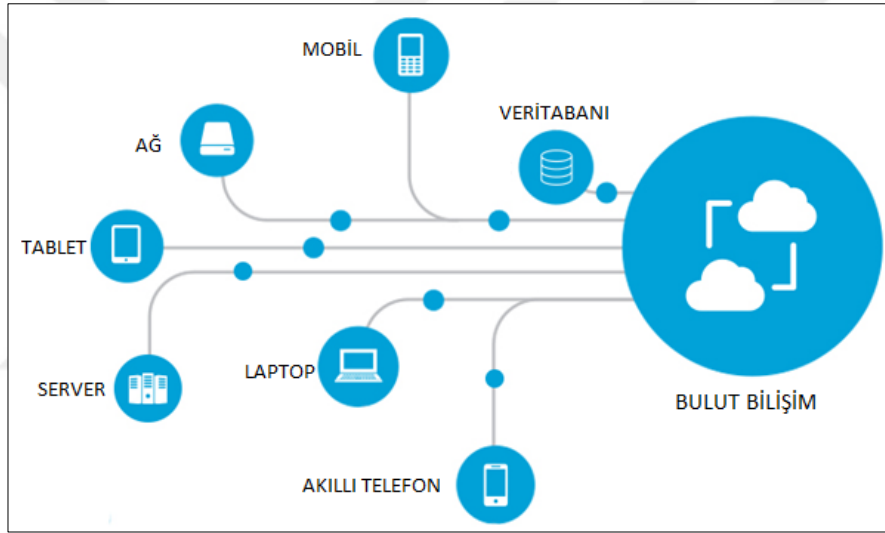 MOBİL
VERİTABANI
AĞ
TABLET
SERVER
LAPTOP
BULUT BİLİŞİM
AKILLI TELEFON